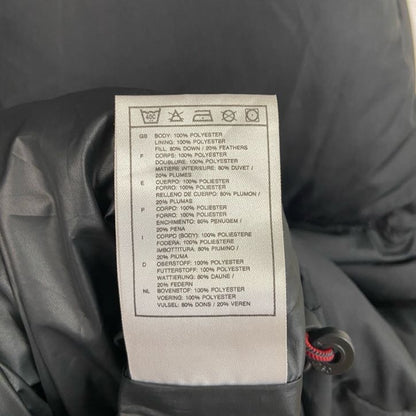 40C
GB BODY: 100% POLYESTER
LINING: 100% POLYESTER
FILL: 80% DOWN / 20% FEATHERS
F CORPS: 100% POLYESTER
DOUBLURE: 100% POLYESTER
MATIERE INTERIEURE: 80% DUVET /
20% PLUMES
E CUERPO: 100% POLIESTER
FORRO: 100% POLIESTER
RELLENO DE CUERPO: 80% PLUMON /
20% PLUMAS
P CORPO: 100% POLIESTER
FORRO: 100% POLIESTER
ENCHIMENTO: 80% PENUGEM /
20% PENA
I CORPO (BODY): 100% POLIESTERE
FODERA: 100% POLIESTERE
IMBOTTITURA: 80% PIUMINO /
20% PIUMA
D OBERSTOFF: 100% POLYESTER
FUTTERSTOFF: 100% POLYESTER
WATTIERUNG: 80% DAUNE /
20% FEDERN
NL BOVENSTOF: 100% POLYESTER
VOERING: 100% POLYESTER
VULSEL: 80% DONS / 20% VEREN